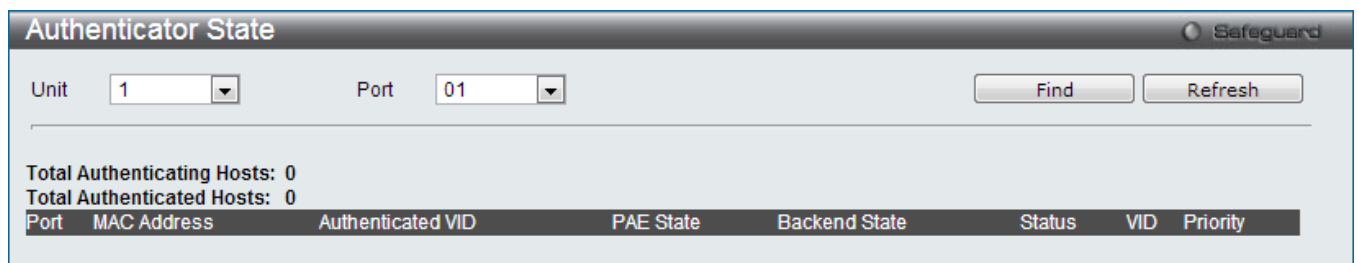 Authenticator State Safeguard
Unit 1 Port 01 Find Refresh
Total Authenticating Hosts: 0
Total Authenticated Hosts: 0
Port MAC Address Authenticated VID PAE State Backend State Status VID Priority